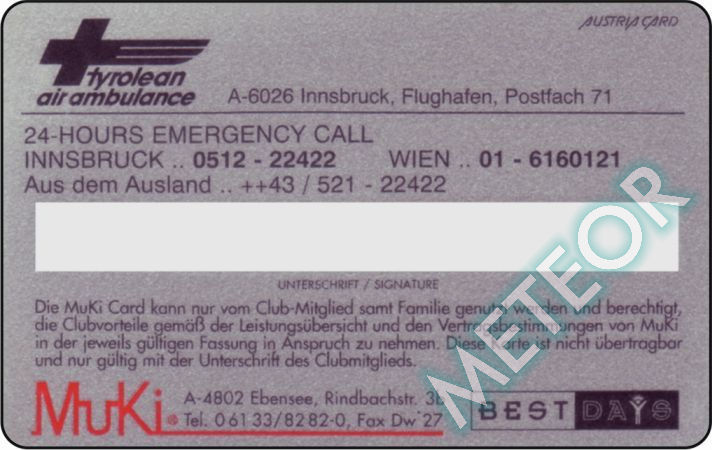 AUSTRIA CARD
tyrolean
air ambulance
A-6026 Innsbruck, Flughafen, Postfach 71
24-HOURS EMERGENCY CALL
INNSBRUCK .. 0512 - 22422 WIEN .. 01 - 6160121
Aus dem Ausland .. ++43 / 521 - 22422
UNTERSCHRIFT / SIGNATURE
Die MuKi Card kann nur vom Club-Mitglied samt Familie genutzt werden und berechtigt,
die Clubvorteile gemäß der Leistungsübersicht und den Vertragsbestimmungen von MuKi
in der jeweils gültigen Fassung in Anspruch zu nehmen. Diese Karte ist nicht übertragbar
und nur gültig mit der Unterschrift des Clubmitglieds.
MuKi®
A-4802 Ebensee, Rindbachstr. 3b
Tel. 0 61 33/82 82-0, Fax Dw 27
BEST DAYS
METEOR